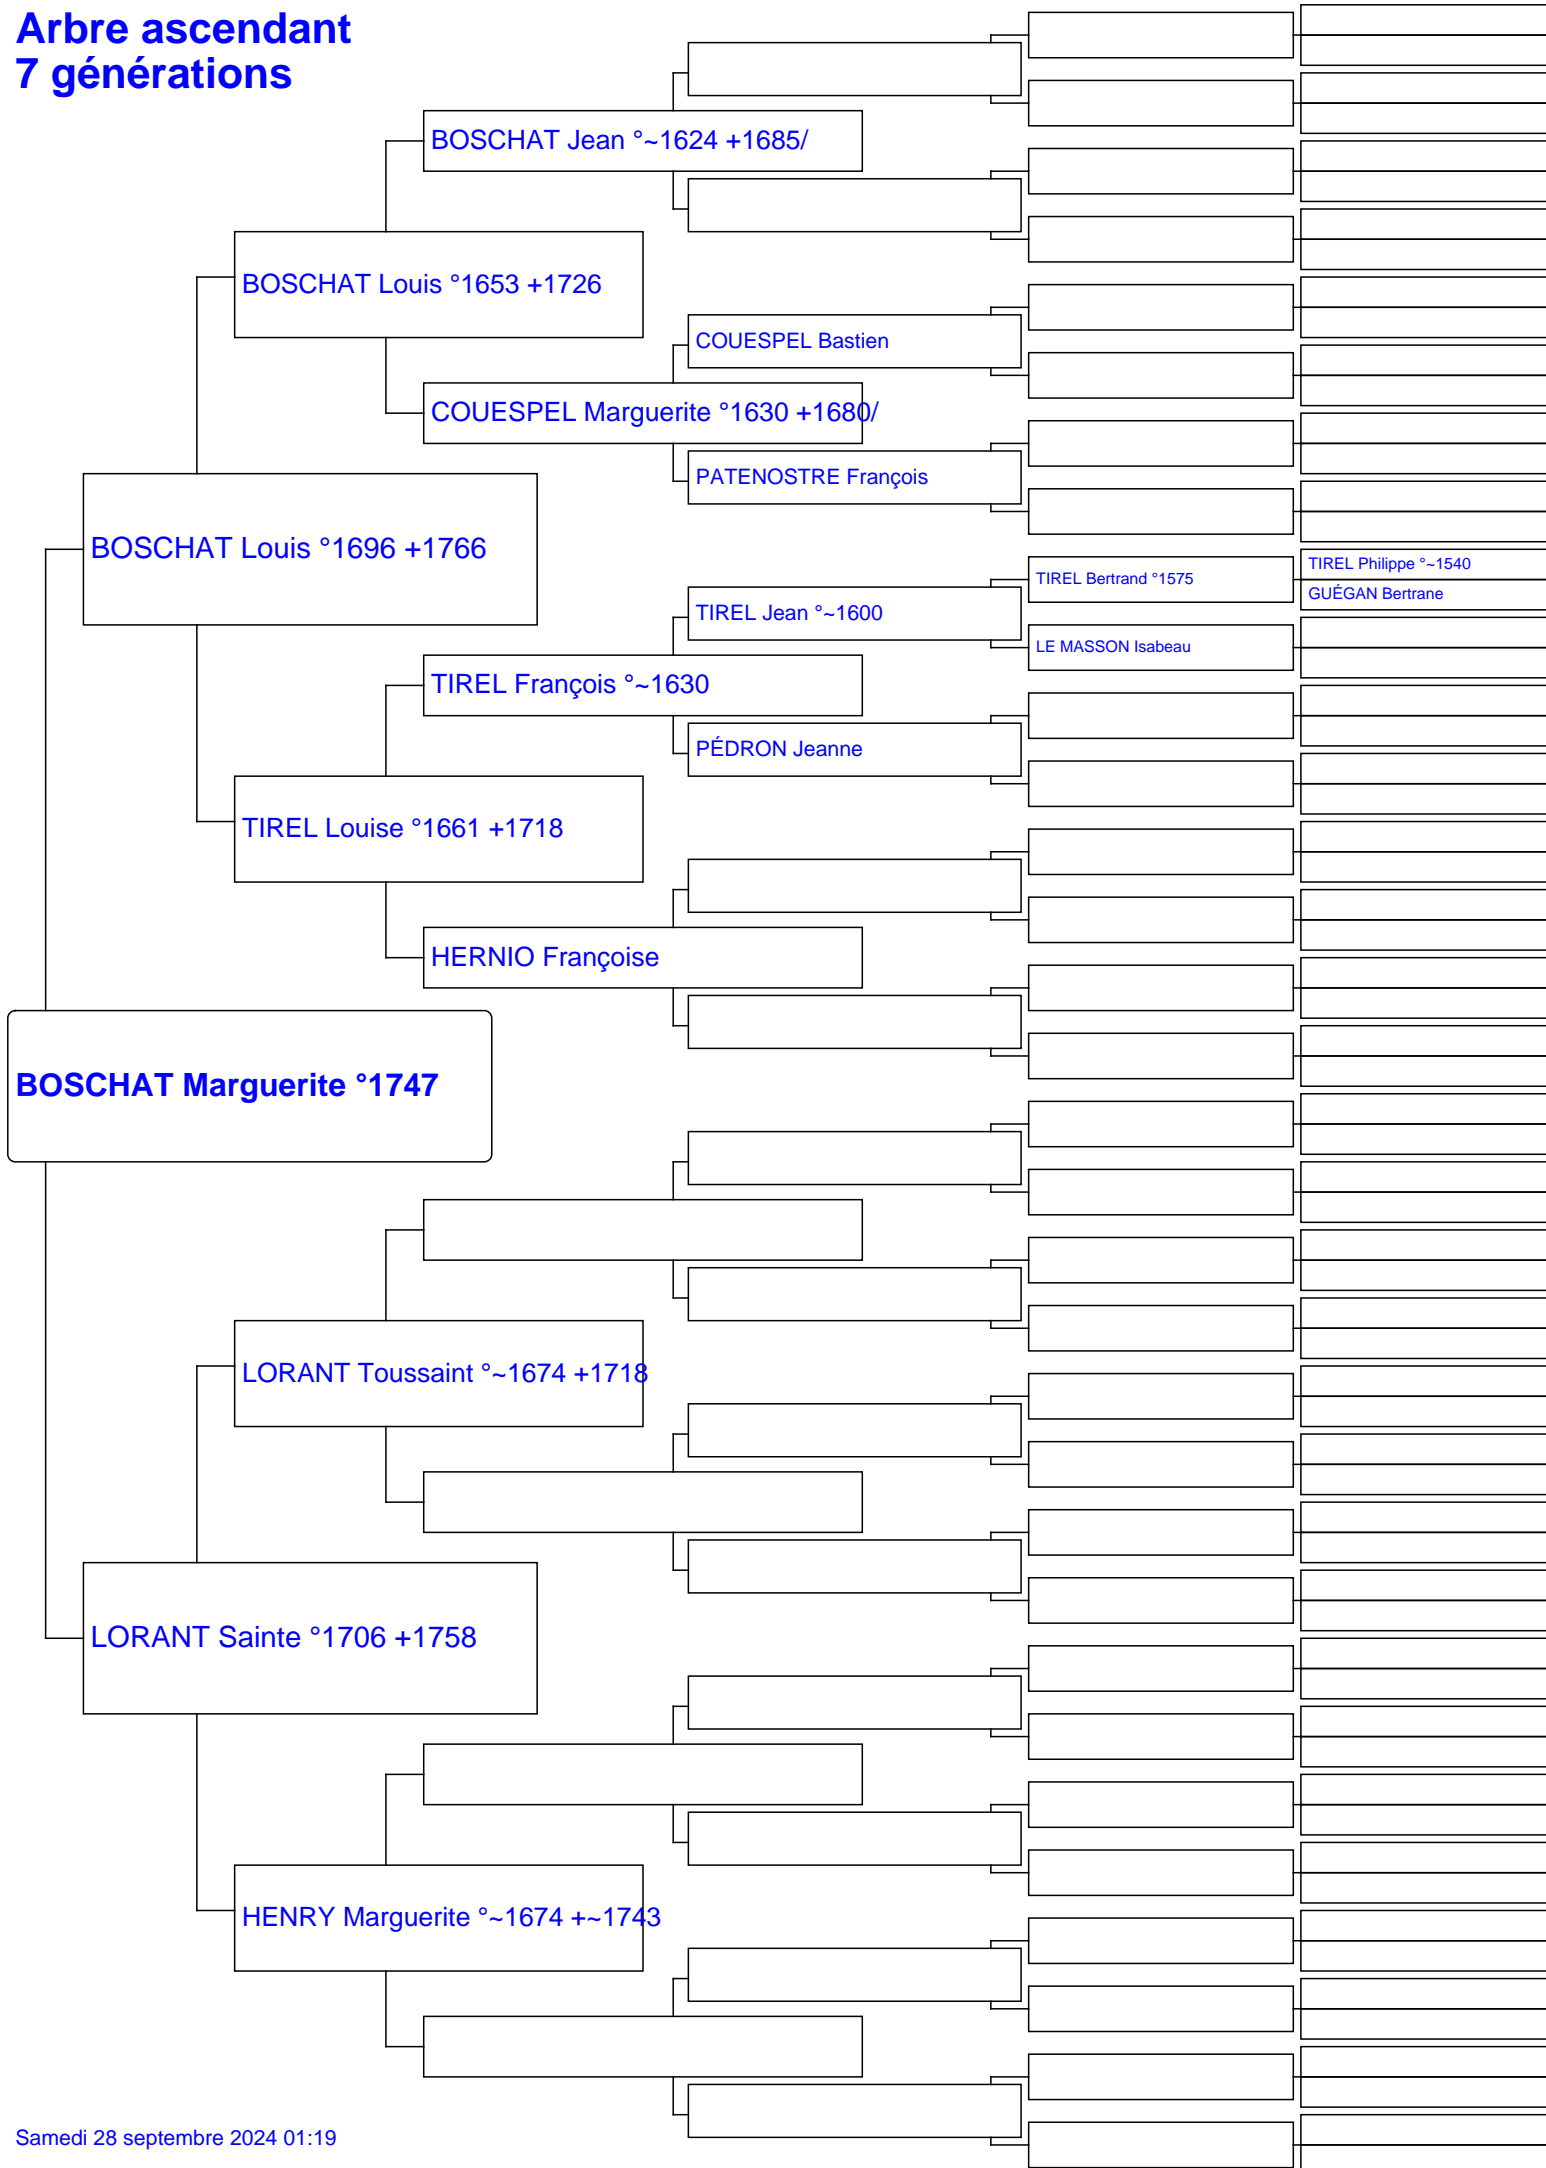 Arbre ascendant
7 générations
BOSCHAT Jean °~1624 +1685/
BOSCHAT Louis °1653 +1726
COUESPEL Bastien
COUESPEL Marguerite °1630 +1680/
PATENOSTRE François
BOSCHAT Louis °1696 +1766
TIREL Philippe °~1540
TIREL Bertrand °1575
GUÉGAN Bertrane
TIREL Jean °~1600
LE MASSON Isabeau
TIREL François °~1630
PÉDRON Jeanne
TIREL Louise °1661 +1718
HERNIO Françoise
BOSCHAT Marguerite °1747
LORANT Toussaint °~1674 +1718
LORANT Sainte °1706 +1758
HENRY Marguerite °~1674 +~1743
Samedi 28 septembre 2024 01:19